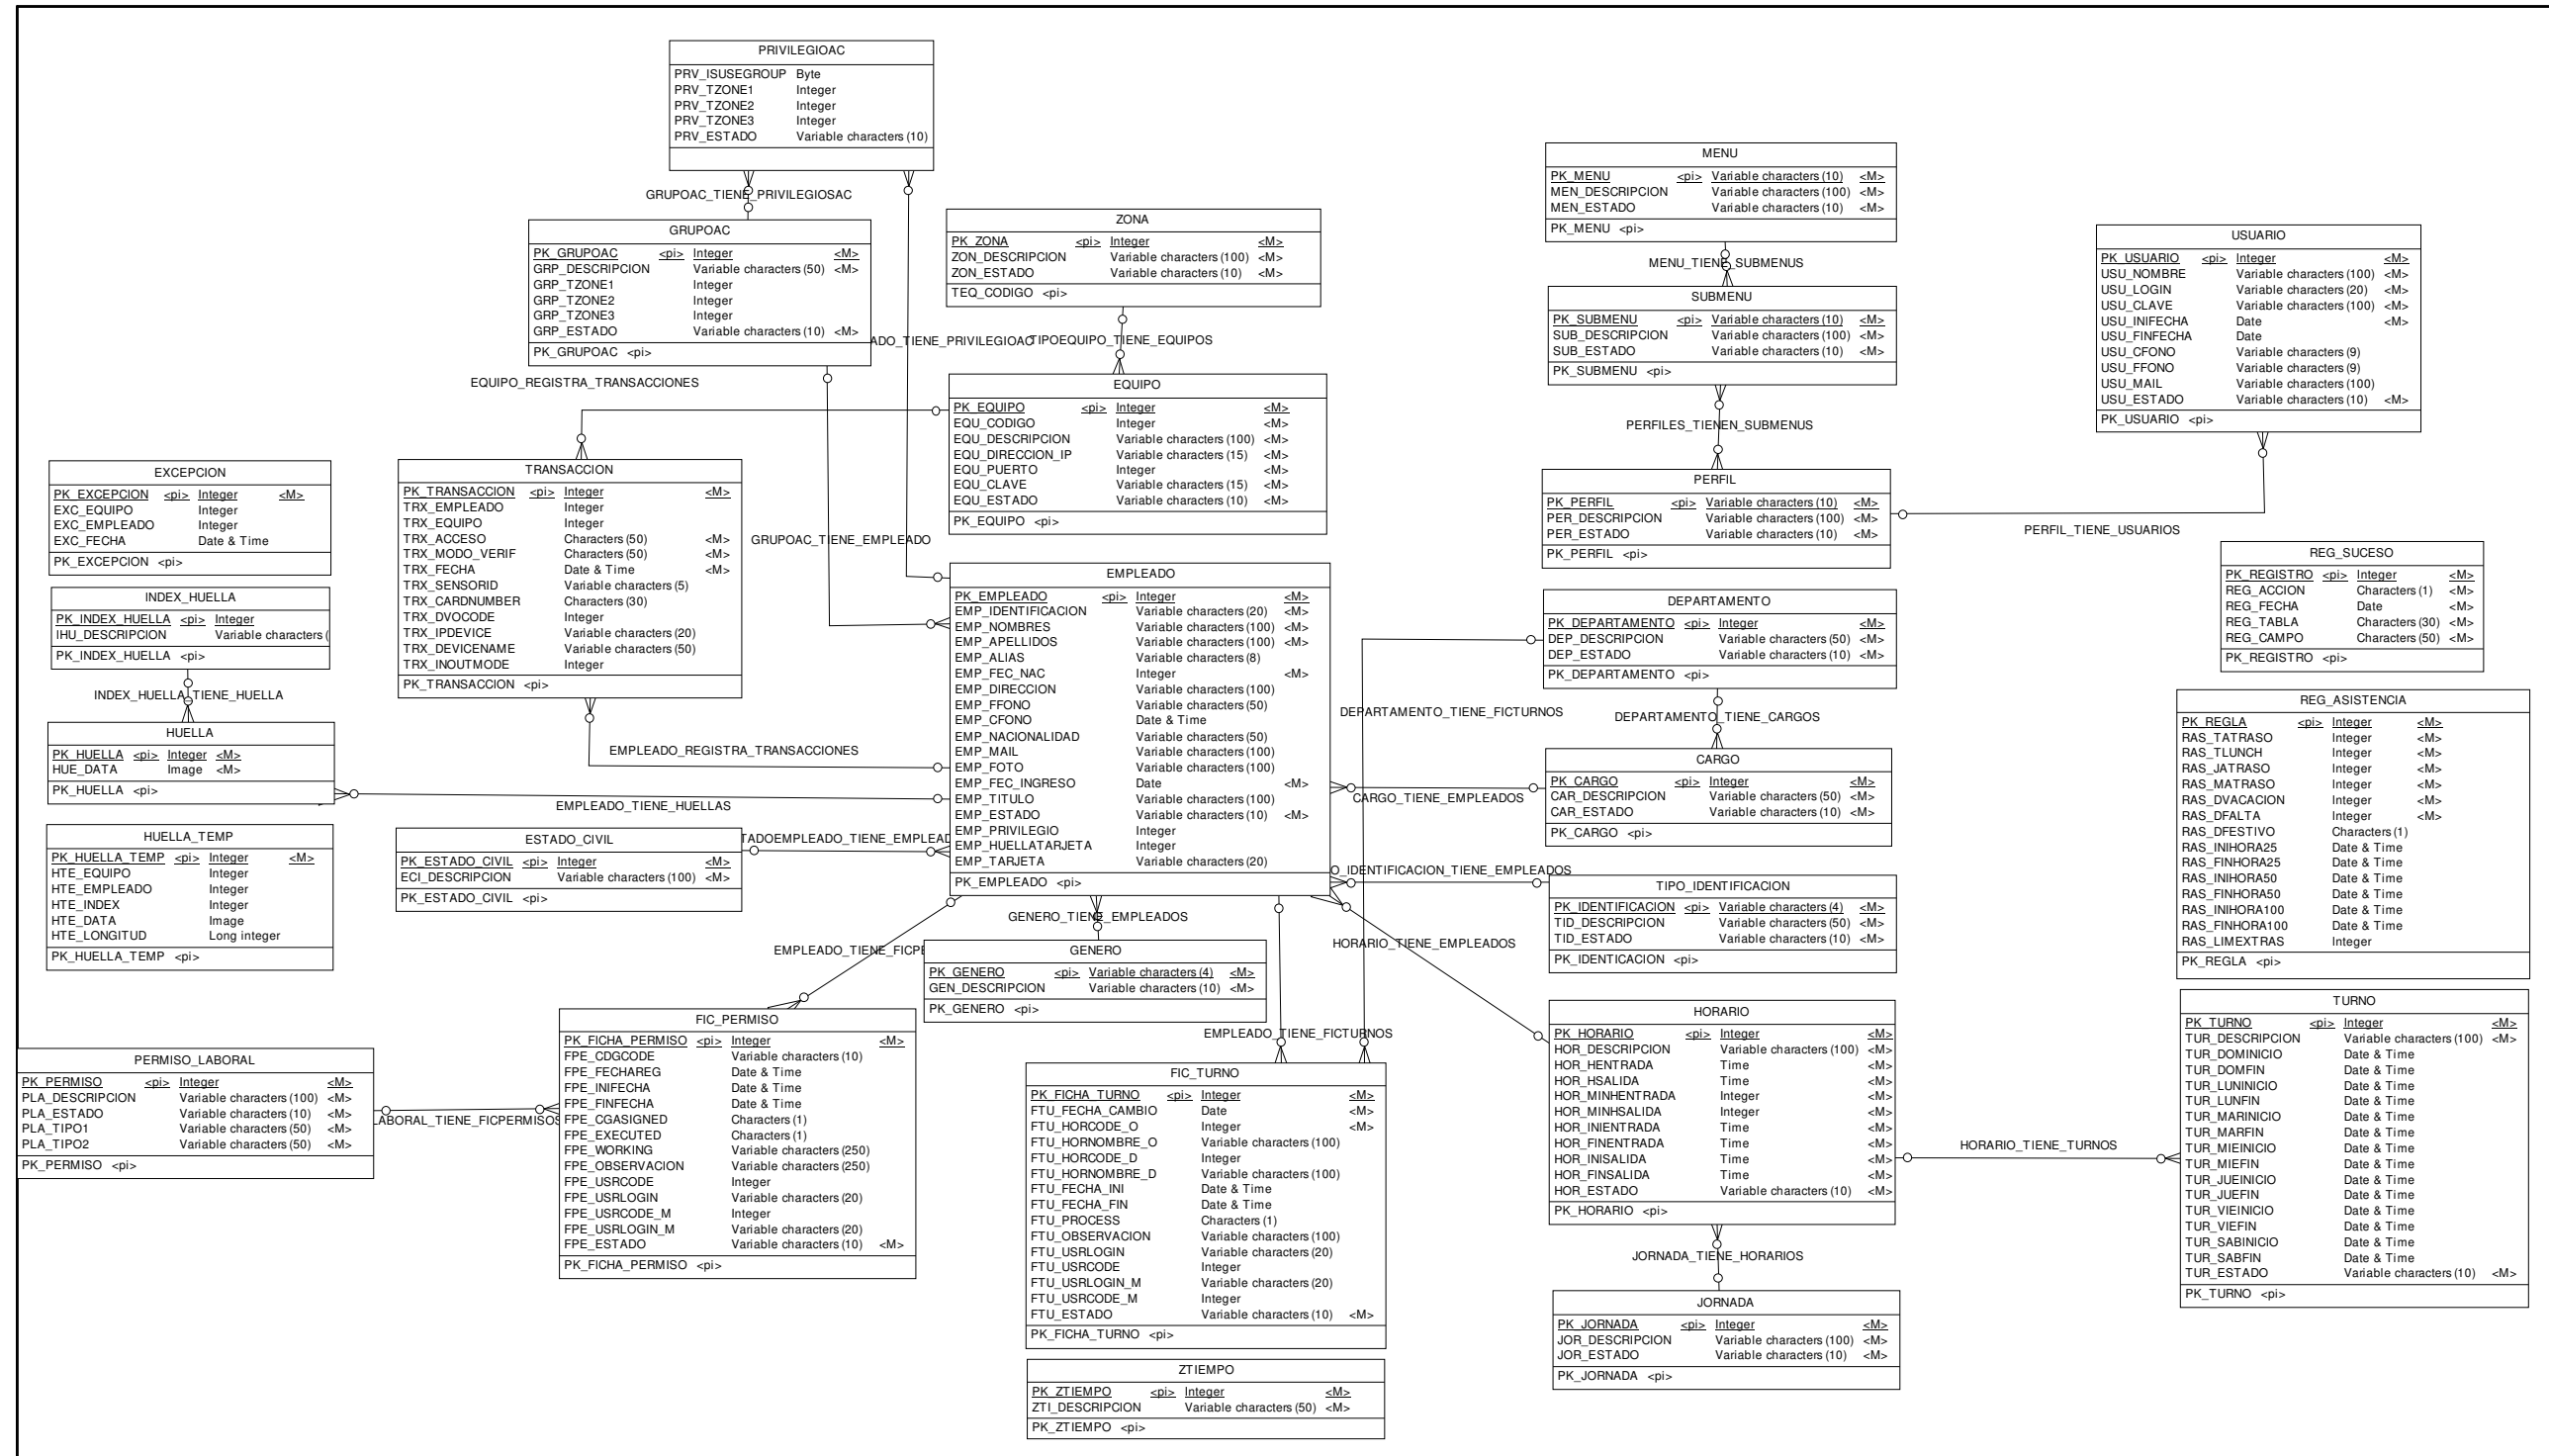 PRIVILEGIOAC
PRV_ISUSEGROUP Byte
PRV_TZONE1 Integer
PRV_TZONE2 Integer
PRV_TZONE3 Integer
PRV_ESTADO Variable characters (10)
GRUPOAC_TIENE_PRIVILEGIOSAC
GRUPOAC
PK_GRUPOAC <pi> Integer <M>
GRP_DESCRIPCION Variable characters (50) <M>
GRP_TZONE1 Integer
GRP_TZONE2 Integer
GRP_TZONE3 Integer
GRP_ESTADO Variable characters (10) <M>
PK_GRUPOAC <pi>
ZONA
PK_ZONA <pi> Integer <M>
ZON_DESCRIPCION Variable characters (100) <M>
ZON_ESTADO Variable characters (10) <M>
TEQ_CODIGO <pi>
ADO_TIENE_PRIVILEGIOAC
TIPOEQUIPO_TIENE_EQUIPOS
EQUIPO_REGISTRA_TRANSACCIONES
EQUIPO
PK_EQUIPO <pi> Integer <M>
EQU_CODIGO Integer <M>
EQU_DESCRIPCION Variable characters (100) <M>
EQU_DIRECCION_IP Variable characters (15) <M>
EQU_PUERTO Integer <M>
EQU_CLAVE Variable characters (15) <M>
EQU_ESTADO Variable characters (10) <M>
PK_EQUIPO <pi>
MENU
PK_MENU <pi> Variable characters (10) <M>
MEN_DESCRIPCION Variable characters (100) <M>
MEN_ESTADO Variable characters (10) <M>
PK_MENU <pi>
MENU_TIENE_SUBMENUS
SUBMENU
PK_SUBMENU <pi> Variable characters (10) <M>
SUB_DESCRIPCION Variable characters (100) <M>
SUB_ESTADO Variable characters (10) <M>
PK_SUBMENU <pi>
PERFILES_TIENEN_SUBMENUS
PERFIL
PK_PERFIL <pi> Variable characters (10) <M>
PER_DESCRIPCION Variable characters (100) <M>
PER_ESTADO Variable characters (10) <M>
PK_PERFIL <pi>
USUARIO
PK_USUARIO <pi> Integer <M>
USU_NOMBRE Variable characters (100) <M>
USU_LOGIN Variable characters (20) <M>
USU_CLAVE Variable characters (100) <M>
USU_INIFECHA Date <M>
USU_FINFECHA Date
USU_CFONO Variable characters (9)
USU_FFONO Variable characters (9)
USU_MAIL Variable characters (100)
USU_ESTADO Variable characters (10) <M>
PK_USUARIO <pi>
PERFIL_TIENE_USUARIOS
EXCEPCION
PK_EXCEPCION <pi> Integer <M>
EXC_EQUIPO Integer
EXC_EMPLEADO Integer
EXC_FECHA Date & Time
PK_EXCEPCION <pi>
INDEX_HUELLA
PK_INDEX_HUELLA <pi> Integer
IHU_DESCRIPCION Variable characters (
PK_INDEX_HUELLA <pi>
INDEX_HUELLA_TIENE_HUELLA
HUELLA
PK_HUELLA <pi> Integer <M>
HUE_DATA Image <M>
PK_HUELLA <pi>
HUELLA_TEMP
PK_HUELLA_TEMP <pi> Integer <M>
HTE_EQUIPO Integer
HTE_EMPLEADO Integer
HTE_INDEX Integer
HTE_DATA Image
HTE_LONGITUD Long integer
PK_HUELLA_TEMP <pi>
TRANSACCION
PK_TRANSACCION <pi> Integer <M>
TRX_EMPLEADO Integer
TRX_EQUIPO Integer
TRX_ACCESO Characters (50) <M>
TRX_MODO_VERIF Characters (50) <M>
TRX_FECHA Date & Time <M>
TRX_SENSORID Variable characters (5)
TRX_CARDNUMBER Characters (30)
TRX_DVOCODE Integer
TRX_IPDEVICE Variable characters (20)
TRX_DEVICENAME Variable characters (50)
TRX_INOUTMODE Integer
PK_TRANSACCION <pi>
GRUPOAC_TIENE_EMPLEADO
EMPLEADO_REGISTRA_TRANSACCIONES
EMPLEADO_TIENE_HUELLAS
EMPLEADO
PK_EMPLEADO <pi> Integer <M>
EMP_IDENTIFICACION Variable characters (20) <M>
EMP_NOMBRES Variable characters (100) <M>
EMP_APELLIDOS Variable characters (100) <M>
EMP_ALIAS Variable characters (8)
EMP_FEC_NAC Integer <M>
EMP_DIRECCION Variable characters (100)
EMP_FFONO Variable characters (50)
EMP_CFONO Date & Time
EMP_NACIONALIDAD Variable characters (50)
EMP_MAIL Variable characters (100)
EMP_FOTO Variable characters (100)
EMP_FEC_INGRESO Date <M>
EMP_TITULO Variable characters (100)
EMP_ESTADO Variable characters (10) <M>
EMP_PRIVILEGIO Integer
EMP_HUELLATARJETA Integer
EMP_TARJETA Variable characters (20)
PK_EMPLEADO <pi>
ESTADO_CIVIL
PK_ESTADO_CIVIL <pi> Integer <M>
ECI_DESCRIPCION Variable characters (100) <M>
PK_ESTADO_CIVIL <pi>
TADOEMPLEADO_TIENE_EMPLEAD
DEPARTAMENTO
PK_DEPARTAMENTO <pi> Integer <M>
DEP_DESCRIPCION Variable characters (50) <M>
DEP_ESTADO Variable characters (10) <M>
PK_DEPARTAMENTO <pi>
DEPARTAMENTO_TIENE_FICTURNOS
DEPARTAMENTO_TIENE_CARGOS
CARGO
PK_CARGO <pi> Integer <M>
CAR_DESCRIPCION Variable characters (50) <M>
CAR_ESTADO Variable characters (10) <M>
PK_CARGO <pi>
CARGO_TIENE_EMPLEADOS
O_IDENTIFICACION_TIENE_EMPLEADOS
TIPO_IDENTIFICACION
PK_IDENTIFICACION <pi> Variable characters (4) <M>
TID_DESCRIPCION Variable characters (50) <M>
TID_ESTADO Variable characters (10) <M>
PK_IDENTICACION <pi>
REG_SUCESO
PK_REGISTRO <pi> Integer <M>
REG_ACCION Characters (1) <M>
REG_FECHA Date <M>
REG_TABLA Characters (30) <M>
REG_CAMPO Characters (50) <M>
PK_REGISTRO <pi>
REG_ASISTENCIA
PK_REGLA <pi> Integer <M>
RAS_TATRASO Integer <M>
RAS_TLUNCH Integer <M>
RAS_JATRASO Integer <M>
RAS_MATRASO Integer <M>
RAS_DVACACION Integer <M>
RAS_DFALTA Integer <M>
RAS_DFESTIVO Characters (1)
RAS_INIHORA25 Date & Time
RAS_FINHORA25 Date & Time
RAS_INIHORA50 Date & Time
RAS_FINHORA50 Date & Time
RAS_INIHORA100 Date & Time
RAS_FINHORA100 Date & Time
RAS_LIMEXTRAS Integer
PK_REGLA <pi>
GENERO_TIENE_EMPLEADOS
EMPLEADO_TIENE_FICPE
HORARIO_TIENE_EMPLEADOS
GENERO
PK_GENERO <pi> Variable characters (4) <M>
GEN_DESCRIPCION Variable characters (10) <M>
PK_GENERO <pi>
EMPLEADO_TIENE_FICTURNOS
PERMISO_LABORAL
PK_PERMISO <pi> Integer <M>
PLA_DESCRIPCION Variable characters (100) <M>
PLA_ESTADO Variable characters (10) <M>
PLA_TIPO1 Variable characters (50) <M>
PLA_TIPO2 Variable characters (50) <M>
PK_PERMISO <pi>
LABORAL_TIENE_FICPERMISOS
FIC_PERMISO
PK_FICHA_PERMISO <pi> Integer <M>
FPE_CDGCODE Variable characters (10)
FPE_FECHAREG Date & Time
FPE_INIFECHA Date & Time
FPE_FINFECHA Date & Time
FPE_CGASIGNED Characters (1)
FPE_EXECUTED Characters (1)
FPE_WORKING Variable characters (250)
FPE_OBSERVACION Variable characters (250)
FPE_USRCODE Integer
FPE_USRLOGIN Variable characters (20)
FPE_USRCODE_M Integer
FPE_USRLOGIN_M Variable characters (20)
FPE_ESTADO Variable characters (10) <M>
PK_FICHA_PERMISO <pi>
FIC_TURNO
PK_FICHA_TURNO <pi> Integer <M>
FTU_FECHA_CAMBIO Date <M>
FTU_HORCODE_O Integer <M>
FTU_HORNOMBRE_O Variable characters (100)
FTU_HORCODE_D Integer
FTU_HORNOMBRE_D Variable characters (100)
FTU_FECHA_INI Date & Time
FTU_FECHA_FIN Date & Time
FTU_PROCESS Characters (1)
FTU_OBSERVACION Variable characters (100)
FTU_USRLOGIN Variable characters (20)
FTU_USRCODE Integer
FTU_USRLOGIN_M Variable characters (20)
FTU_USRCODE_M Integer
FTU_ESTADO Variable characters (10) <M>
PK_FICHA_TURNO <pi>
ZTIEMPO
PK_ZTIEMPO <pi> Integer <M>
ZTI_DESCRIPCION Variable characters (50) <M>
PK_ZTIEMPO <pi>
HORARIO
PK_HORARIO <pi> Integer <M>
HOR_DESCRIPCION Variable characters (100) <M>
HOR_HENTRADA Time <M>
HOR_HSALIDA Time <M>
HOR_MINHENTRADA Integer <M>
HOR_MINHSALIDA Integer <M>
HOR_INIENTRADA Time <M>
HOR_FINENTRADA Time <M>
HOR_INISALIDA Time <M>
HOR_FINSALIDA Time <M>
HOR_ESTADO Variable characters (10) <M>
PK_HORARIO <pi>
JORNADA_TIENE_HORARIOS
JORNADA
PK_JORNADA <pi> Integer <M>
JOR_DESCRIPCION Variable characters (100) <M>
JOR_ESTADO Variable characters (10) <M>
PK_JORNADA <pi>
HORARIO_TIENE_TURNOS
TURNO
PK_TURNO <pi> Integer <M>
TUR_DESCRIPCION Variable characters (100) <M>
TUR_DOMINICIO Date & Time
TUR_DOMFIN Date & Time
TUR_LUNINICIO Date & Time
TUR_LUNFIN Date & Time
TUR_MARINICIO Date & Time
TUR_MARFIN Date & Time
TUR_MIEINICIO Date & Time
TUR_MIEFIN Date & Time
TUR_JUEINICIO Date & Time
TUR_JUEFIN Date & Time
TUR_VIEINICIO Date & Time
TUR_VIEFIN Date & Time
TUR_SABINICIO Date & Time
TUR_SABFIN Date & Time
TUR_ESTADO Variable characters (10) <M>
PK_TURNO <pi>